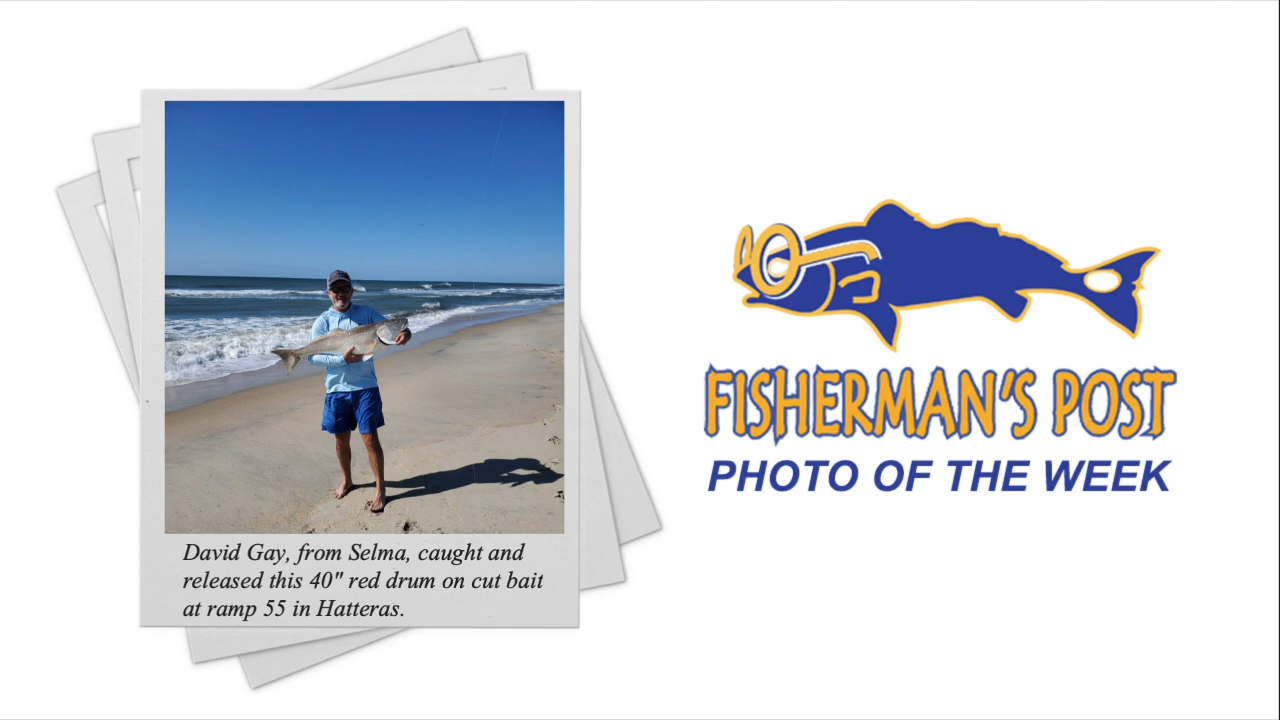 David Gay, from Selma, caught and
released this 40" red drum on cut bait
at ramp 55 in Hatteras.
FISHERMAN'S POST
PHOTO OF THE WEEK